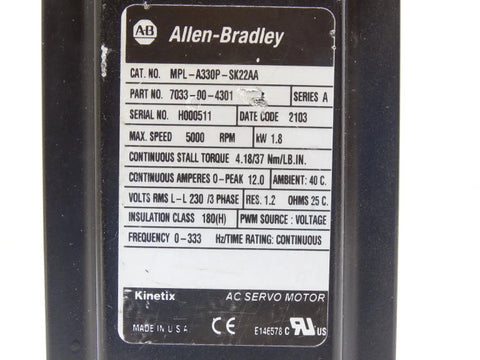 AB Allen-Bradley
CAT. NO. MPL-A330P-SK22AA
PART NO. 7033-00-4301 SERIES A
SERIAL NO. H000511 DATE CODE 2103
MAX. SPEED 5000 RPM kW 1.8
CONTINUOUS STALL TORQUE 4.18/37 Nm/LB.IN.
CONTINUOUS AMPERES 0-PEAK 12.0 AMBIENT: 40 C.
VOLTS RMS L-L 230 /3 PHASE RES. 1.2 OHMS 25 C.
INSULATION CLASS 180(H) PWM SOURCE : VOLTAGE
FREQUENCY 0-333 Hz/TIME RATING: CONTINUOUS
Kinetix AC SERVO MOTOR
MADE IN U.S.A CE E146578 C RU US